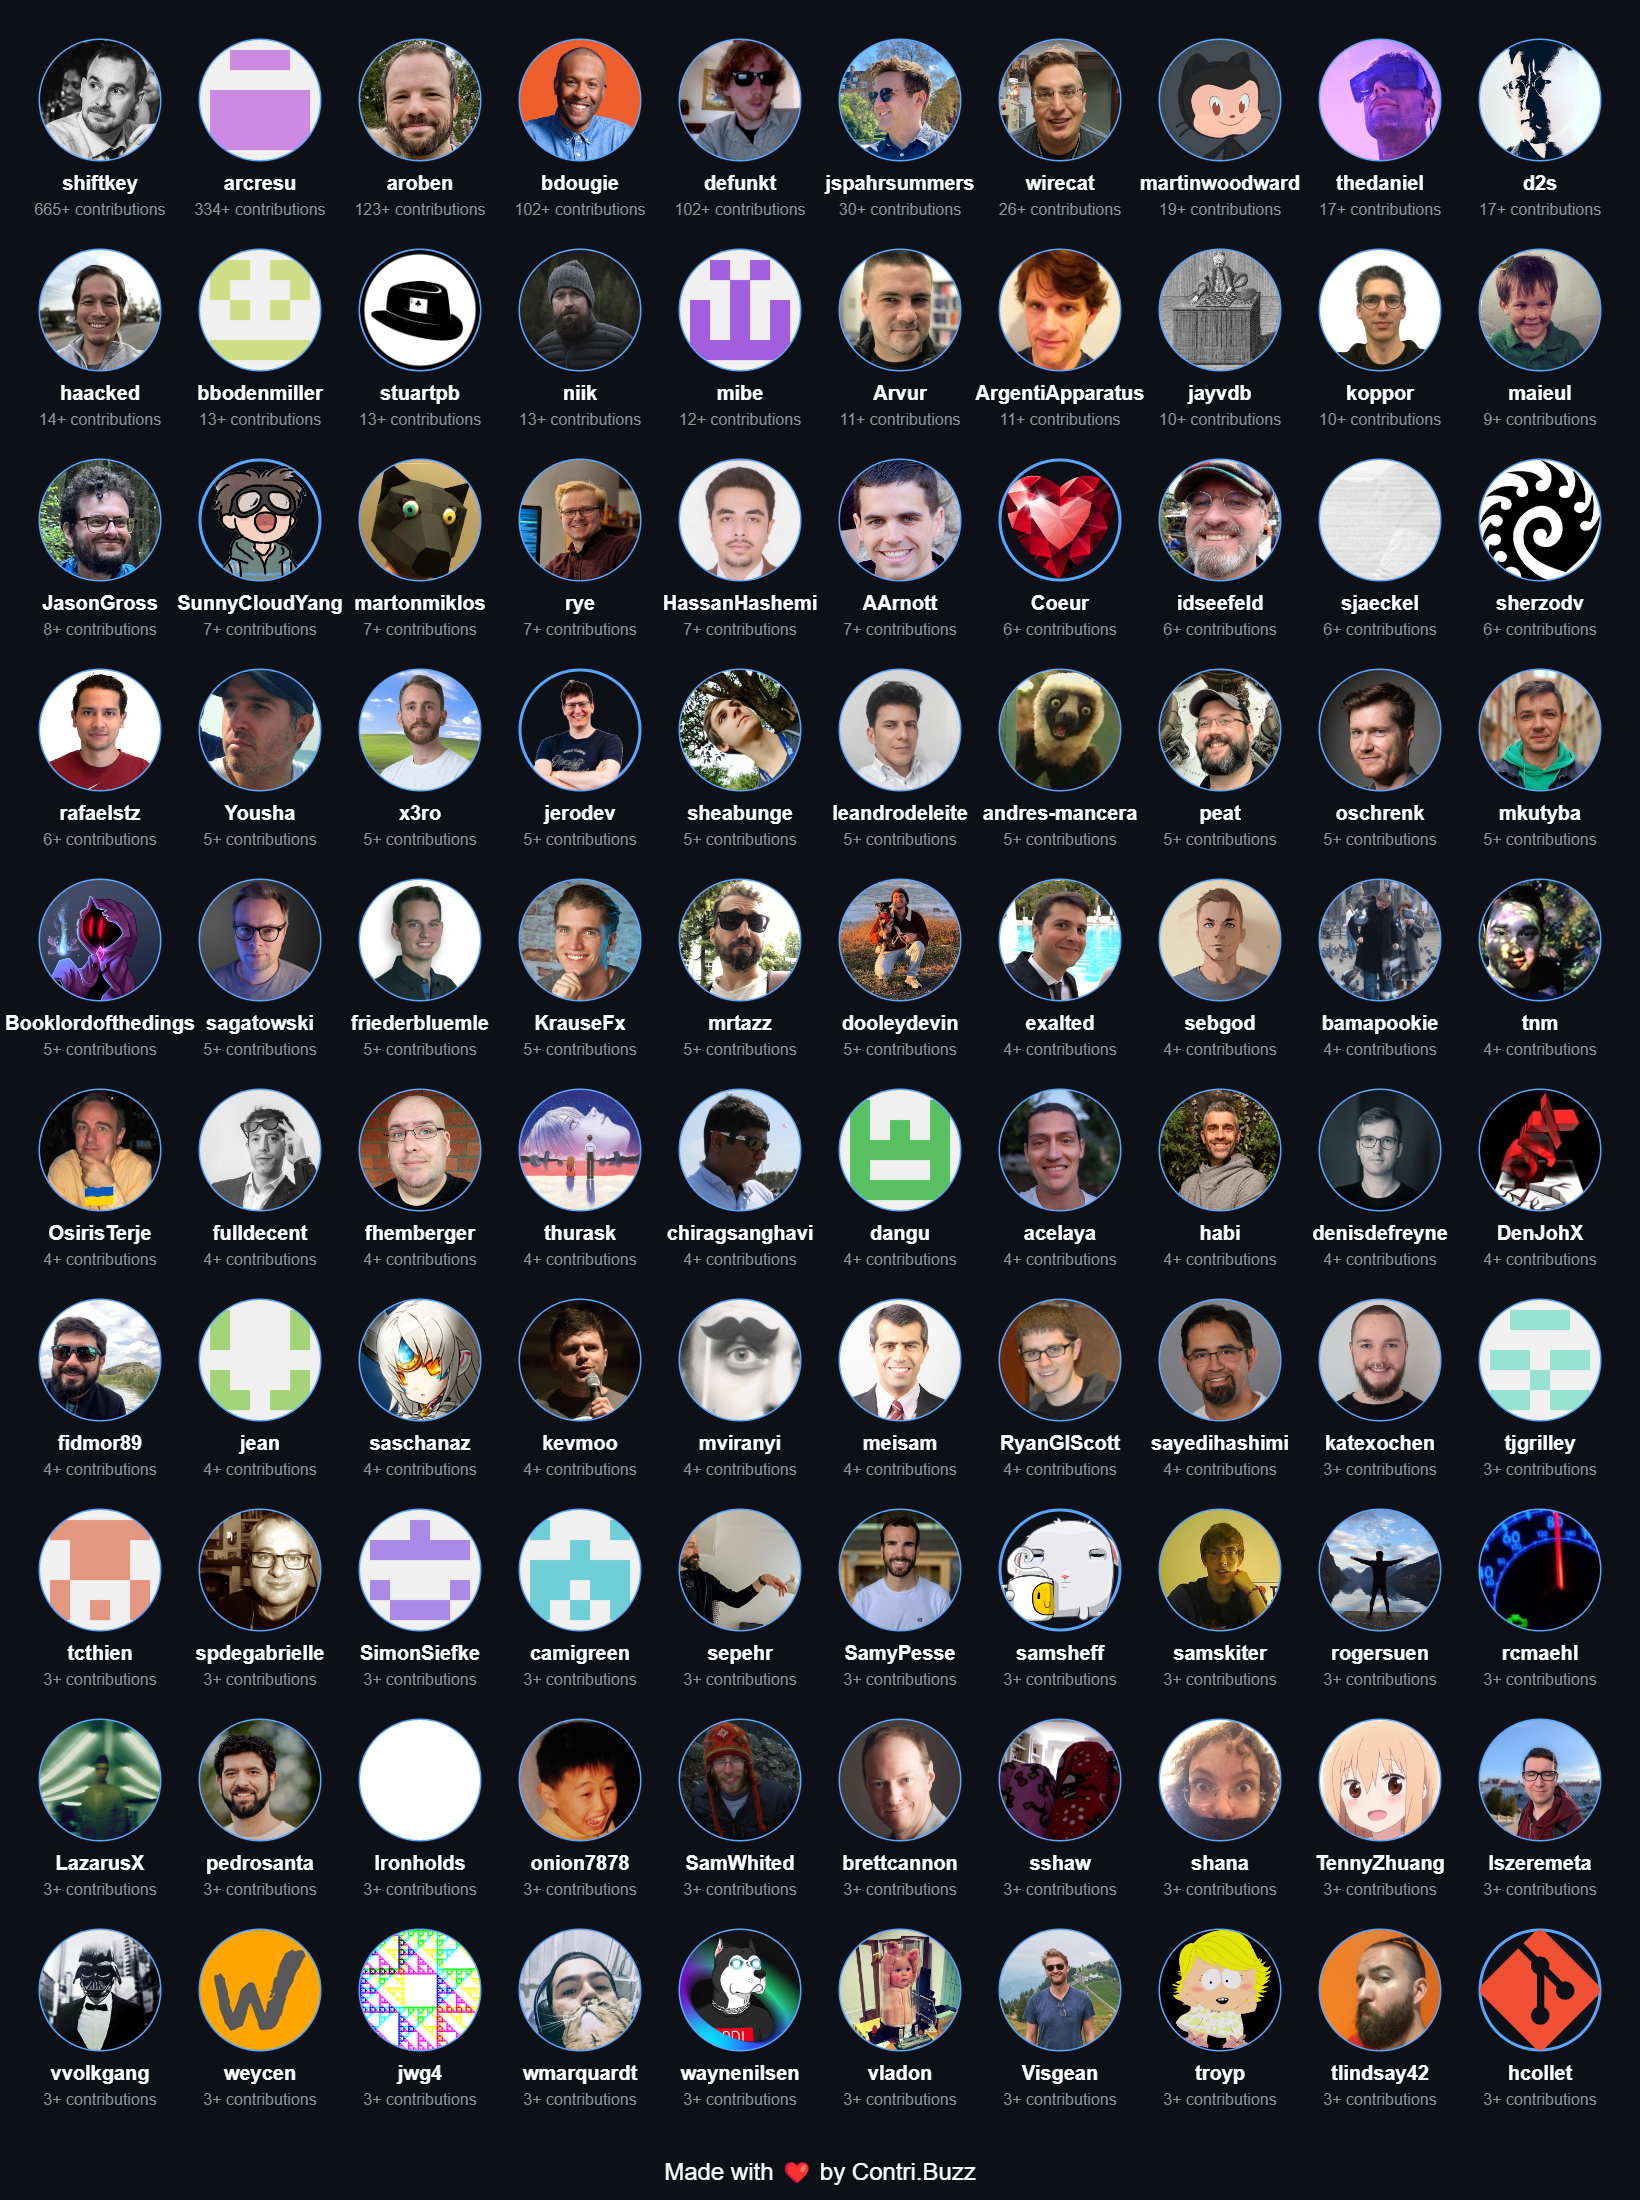 shiftkey arcresu aroben bdougie defunkt jspahrsummers wirecat martinwoodward thedaniel d2s
665+ contributions 334+ contributions 123+ contributions 102+ contributions 102+ contributions 30+ contributions 26+ contributions 19+ contributions 17+ contributions 17+ contributions
haacked bbodenmiller stuartpb niik mibe Arvur ArgentiApparatus jayvdb koppor maieul
14+ contributions 13+ contributions 13+ contributions 13+ contributions 12+ contributions 11+ contributions 11+ contributions 10+ contributions 10+ contributions 9+ contributions
JasonGross SunnyCloudYang martonmiklos rye HassanHashemi AArnott Coeur idseefeld sjaeckel sherzodv
8+ contributions 7+ contributions 7+ contributions 7+ contributions 7+ contributions 7+ contributions 6+ contributions 6+ contributions 6+ contributions 6+ contributions
rafaelstz Yousha x3ro jerodev sheabunge leandrodeleite andres-mancera peat oschrenk mkutyba
6+ contributions 5+ contributions 5+ contributions 5+ contributions 5+ contributions 5+ contributions 5+ contributions 5+ contributions 5+ contributions 5+ contributions
Booklordofthedings sagatowski friederbluemle KrauseFx mrtazz dooleydevin exalted sebgod bamapookie tnm
5+ contributions 5+ contributions 5+ contributions 5+ contributions 5+ contributions 5+ contributions 4+ contributions 4+ contributions 4+ contributions 4+ contributions
OsirisTerje fulldecent fhemberger thurask chiragsanghavi dangu acelaya habi denisdefreyne DenJohX
4+ contributions 4+ contributions 4+ contributions 4+ contributions 4+ contributions 4+ contributions 4+ contributions 4+ contributions 4+ contributions 4+ contributions
fidmor89 jean saschanaz kevmoo mviranyi meisam RyanGlScott sayedihashimi katexochen tjgrilley
4+ contributions 4+ contributions 4+ contributions 4+ contributions 4+ contributions 4+ contributions 4+ contributions 4+ contributions 3+ contributions 3+ contributions
60 80
40
tcthien spdegabrielle SimonSiefke camigreen sepehr SamyPesse samsheff samskiter rogersuen rcmaehl
3+ contributions 3+ contributions 3+ contributions 3+ contributions 3+ contributions 3+ contributions 3+ contributions 3+ contributions 3+ contributions 3+ contributions
LazarusX pedrosanta Ironholds onion7878 SamWhited brettcannon sshaw shana TennyZhuang lszeremeta
3+ contributions 3+ contributions 3+ contributions 3+ contributions 3+ contributions 3+ contributions 3+ contributions 3+ contributions 3+ contributions 3+ contributions
W
vvolkgang weycen jwg4 wmarquardt waynenilsen vladon Visgean troyp tlindsay42 hcollet
3+ contributions 3+ contributions 3+ contributions 3+ contributions 3+ contributions 3+ contributions 3+ contributions 3+ contributions 3+ contributions 3+ contributions
Made with ❤️ by Contri.Buzz